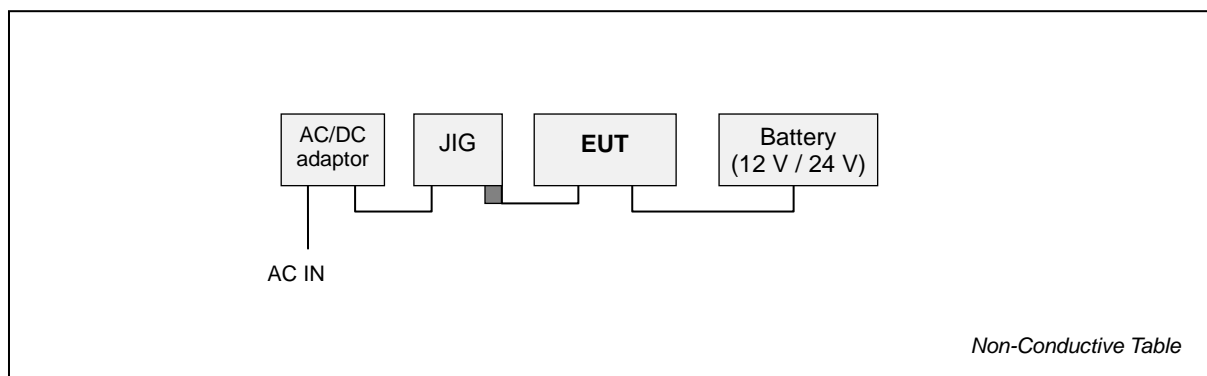 AC/DC
adaptor
JIG
EUT
Battery
(12 V / 24 V)
AC IN
Non-Conductive Table